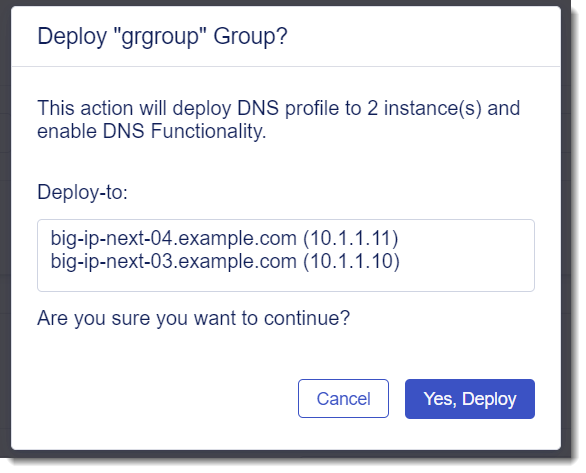 Deploy "grgroup" Group?
This action will deploy DNS profile to 2 instance(s) and
enable DNS Functionality.
Deploy-to:
big-ip-next-04.example.com (10.1.1.11)
big-ip-next-03.example.com (10.1.1.10)
Are you sure you want to continue?
Cancel
Yes, Deploy